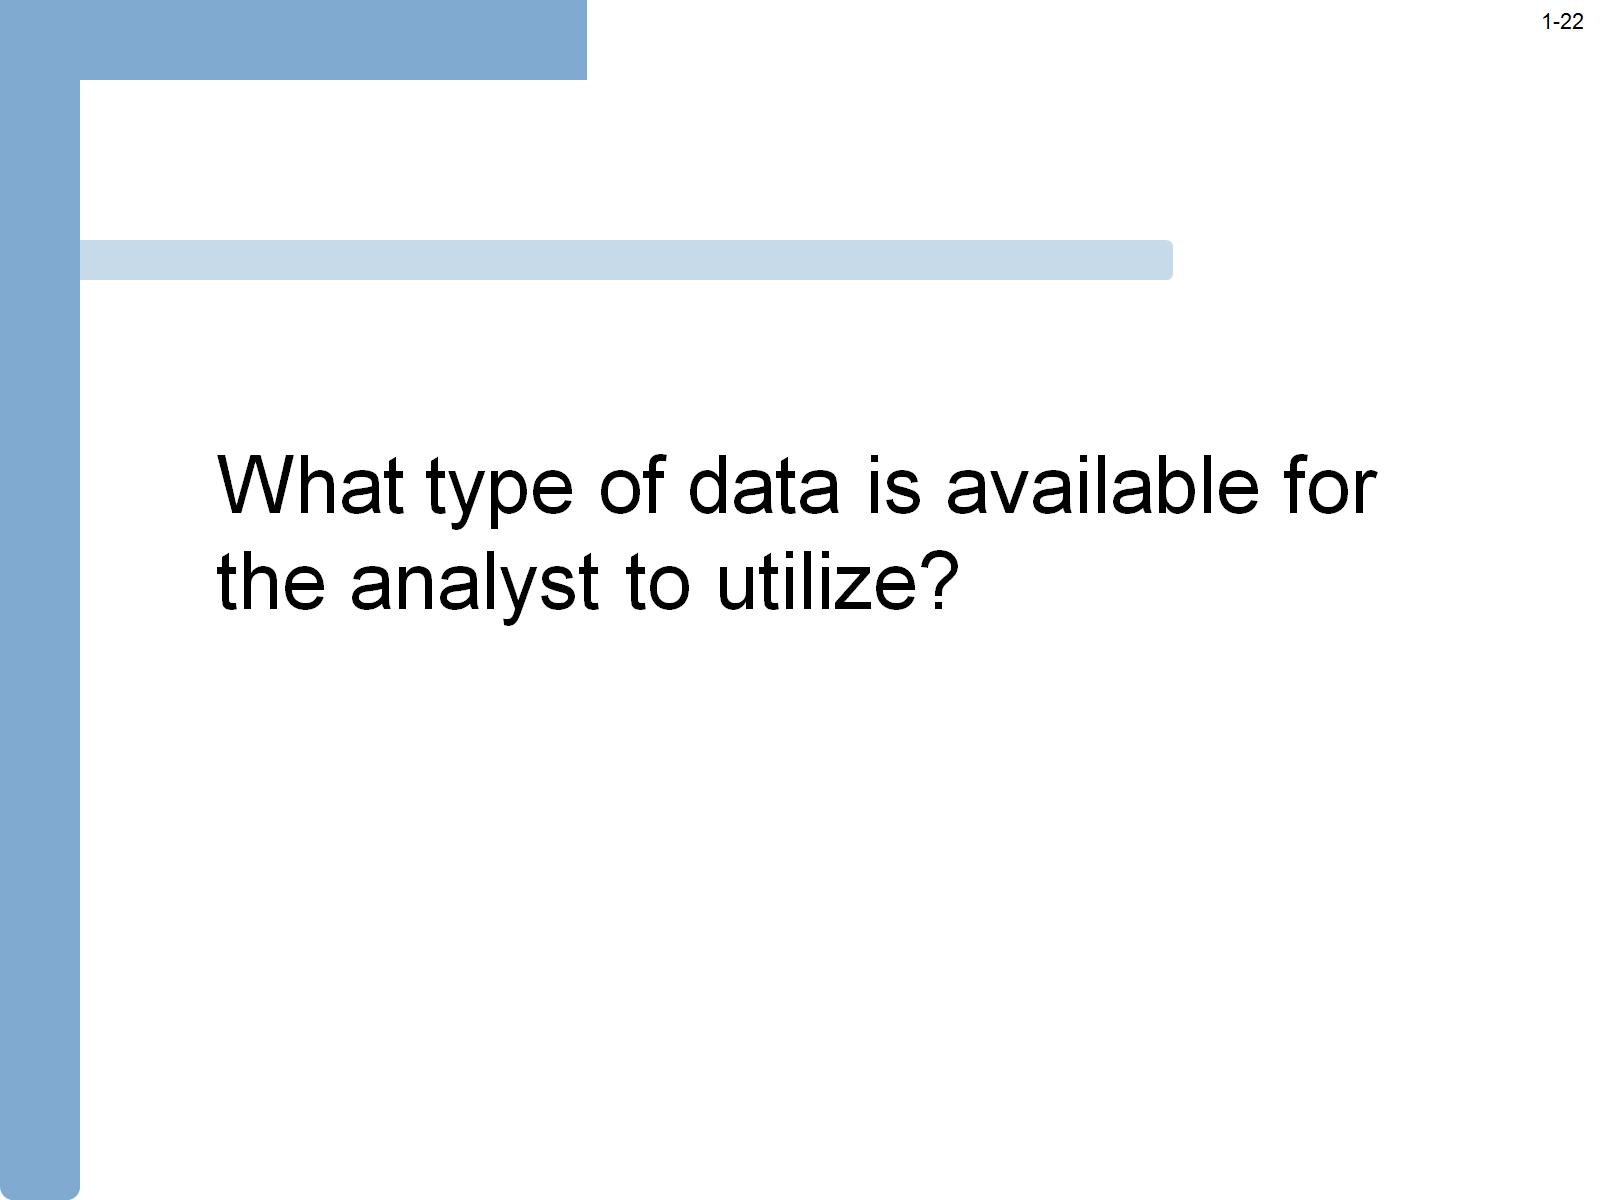 1-22
What type of data is available for
the analyst to utilize?